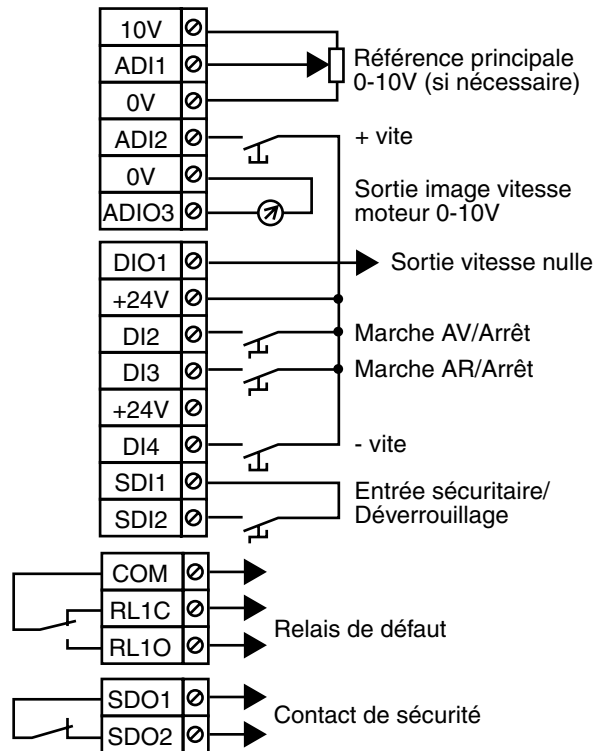 10V
ADI1
Référence principale
0-10V (si nécessaire)
0V
ADI2
+ vite
0V
ADIO3
Sortie image vitesse
moteur 0-10V
DIO1
Sortie vitesse nulle
+24V
DI2
Marche AV/Arrêt
DI3
Marche AR/Arrêt
+24V
DI4
- vite
SDI1
SDI2
Entrée sécuritaire/
Déverrouillage
COM
RL1C
RL1O
Relais de défaut
SDO1
SDO2
Contact de sécurité